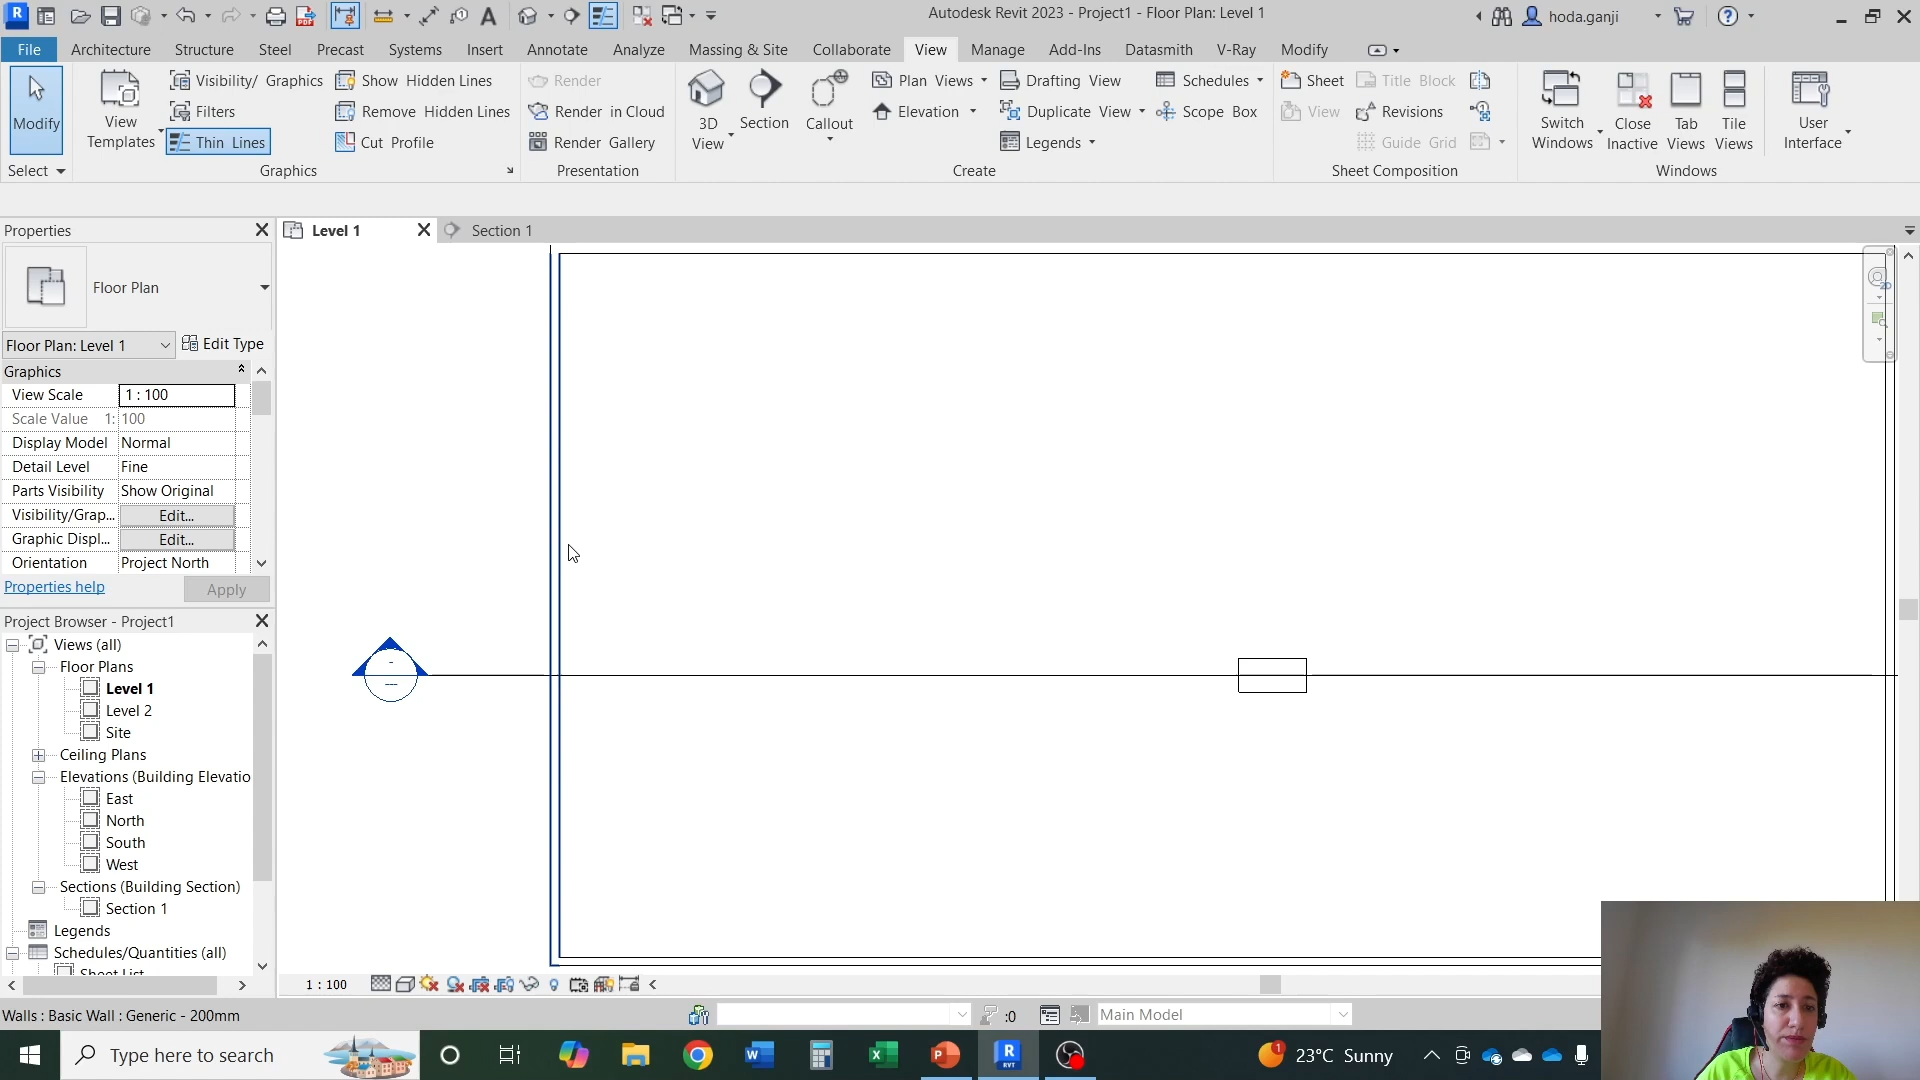 Autodesk Revit 2023 - Project1 - Floor Plan: Level 1
hoda.ganji
File Architecture Structure Steel Precast Systems Insert Annotate Analyze Massing & Site Collaborate View Manage Add-Ins Datasmith V-Ray Modify
Modify
Select
View Templates
Visibility/ Graphics
Filters
Thin Lines
Show Hidden Lines
Remove Hidden Lines
Cut Profile
Graphics
Render
Render in Cloud
Render Gallery
Presentation
3D View
Section
Callout
Plan Views
Elevation
Drafting View
Duplicate View
Legends
Schedules
Scope Box
Create
Sheet
View
Title Block
Revisions
Guide Grid
Sheet Composition
Switch Windows
Close Inactive
Tab Views
Tile Views
User Interface
Windows
Properties
Floor Plan
Floor Plan: Level 1
Edit Type
Graphics
View Scale 1 : 100
Scale Value 1: 100
Display Model Normal
Detail Level Fine
Parts Visibility Show Original
Visibility/Grap... Edit...
Graphic Displ... Edit...
Orientation Project North
Properties help
Apply
Level 1
Section 1
2D
Project Browser - Project1
Views (all)
Floor Plans
Level 1
Level 2
Site
Ceiling Plans
Elevations (Building Elevatio
East
North
South
West
Sections (Building Section)
Section 1
Legends
Schedules/Quantities (all)
Sheet List
1 : 100
Walls : Basic Wall : Generic - 200mm
:0
Main Model
Type here to search
23°C Sunny